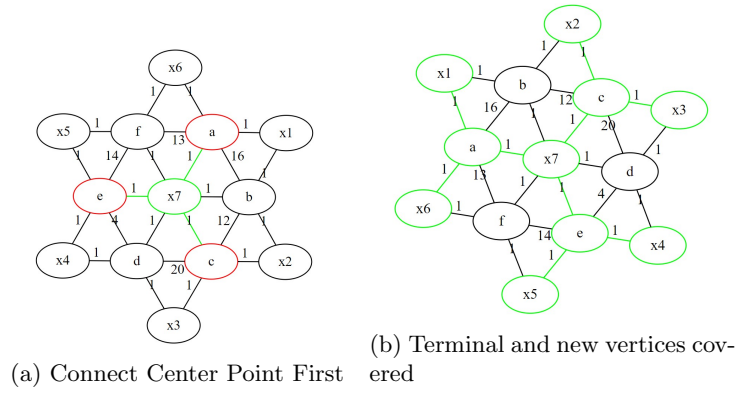 x6
1 1
x5 1 f 13 a 1 x1
1 14 1 1 16 1
e 1 x7 1 b
1 4 1 1 12 1
x4 1 d 20 c 1 x2
1 1
x3
(a) Connect Center Point First
x2
1 1
x1 1 b 12 c 1 x3
1 16 1 1 20 1
a 1 x7 1 d
1 13 1 1 4 1
x6 1 f 14 e 1 x4
1 1
x5
(b) Terminal and new vertices cov-
ered